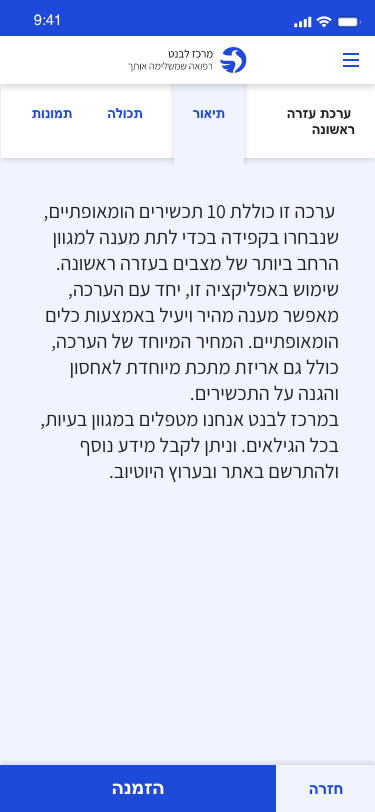 9:41
מרכז לבנט
רפואה שמשלימה אותך
ערכת עזרה
ראשונה
תיאור
תכולה
תמונות
ערכה זו כוללת 10 תכשירים הומאופתיים,
שנבחרו בקפידה בכדי לתת מענה למגוון
הרחב ביותר של מצבים בעזרה ראשונה.
שימוש באפליקציה זו, יחד עם הערכה,
מאפשר מענה מהיר ויעיל באמצעות כלים
הומאופתיים. המחיר המיוחד של הערכה,
כולל גם אריזת מתכת מיוחדת לאחסון
והגנה על התכשירים.
במרכז לבנט אנחנו מטפלים במגוון בעיות,
בכל הגילאים. וניתן לקבל מידע נוסף
ולהתרשם באתר ובערוץ היוטיוב.
חזרה
הזמנה